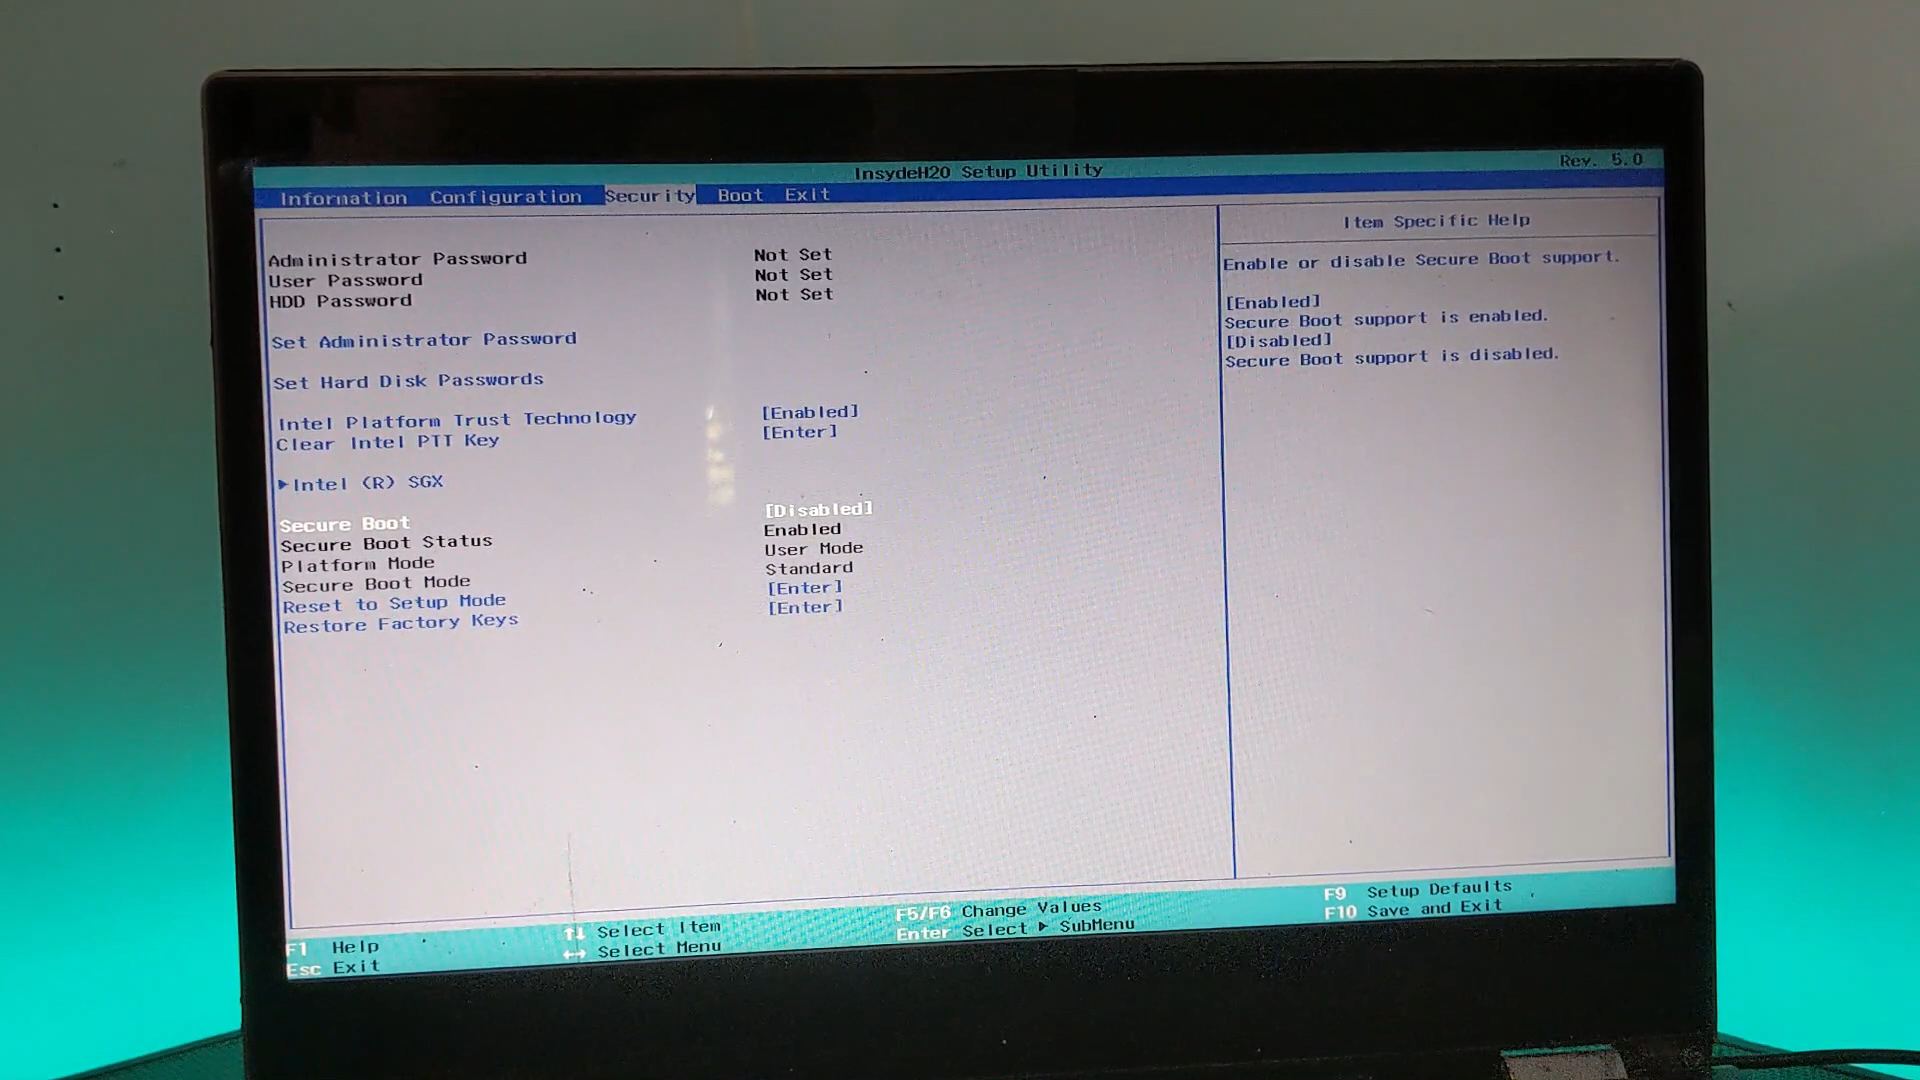 InsydeH20 Setup Utility Rev. 5.0
Information Configuration Security Boot Exit
Administrator Password Not Set
User Password Not Set
HDD Password Not Set
Set Administrator Password
Set Hard Disk Passwords
Intel Platform Trust Technology [Enabled]
Clear Intel PTT Key [Enter]
▸Intel (R) SGX
Secure Boot [Disabled]
Secure Boot Status Enabled
Platform Mode User Mode
Secure Boot Mode Standard
Reset to Setup Mode [Enter]
Restore Factory Keys [Enter]
Item Specific Help
Enable or disable Secure Boot support.
[Enabled]
Secure Boot support is enabled.
[Disabled]
Secure Boot support is disabled.
F1 Help ↑↓ Select Item F5/F6 Change Values F9 Setup Defaults
Esc Exit ←→ Select Menu Enter Select ▸ SubMenu F10 Save and Exit